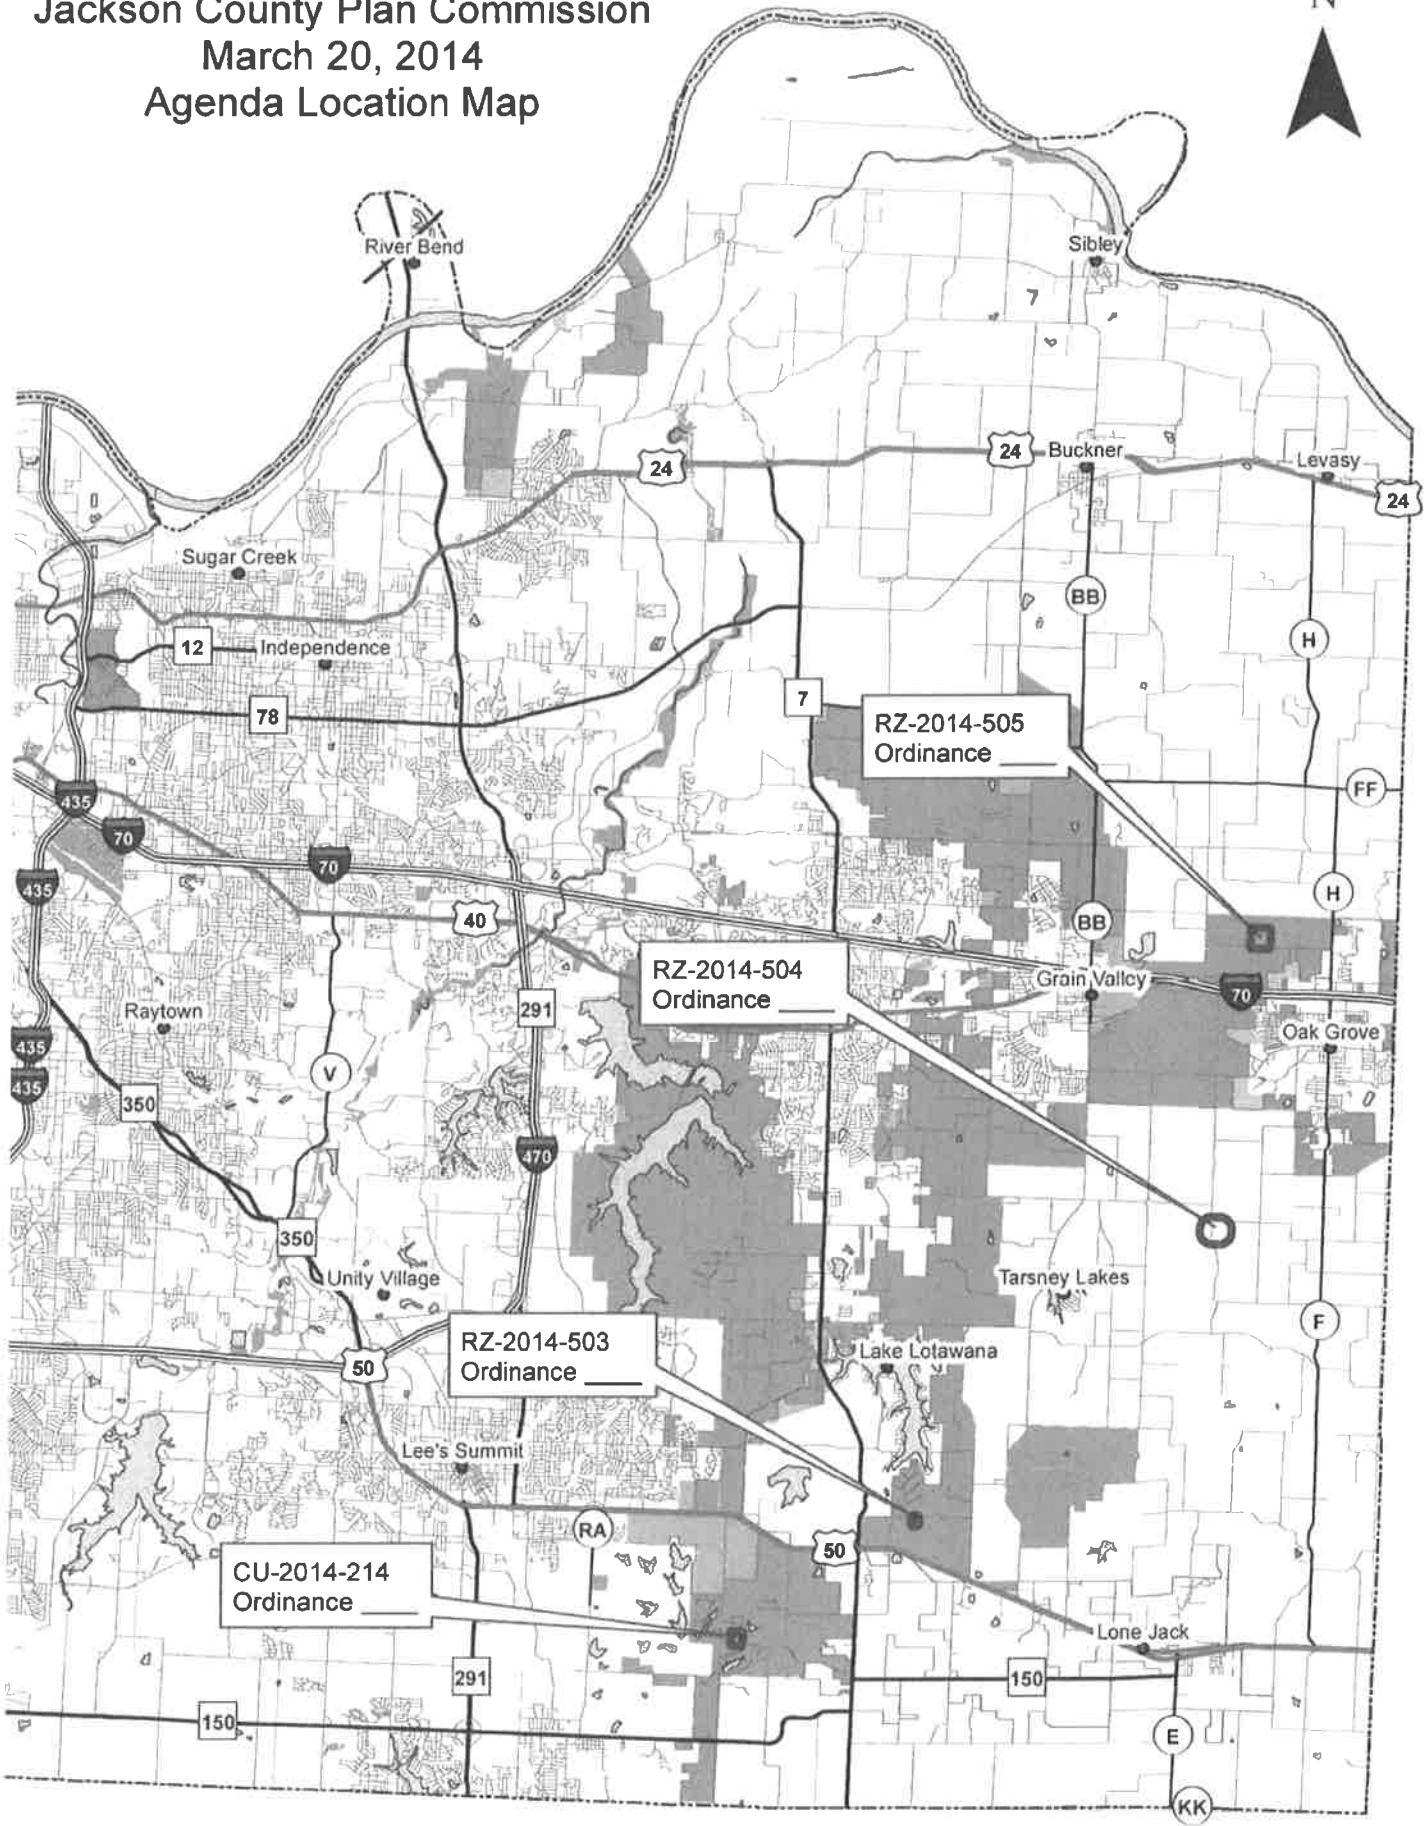 Jackson County Plan Commission
March 20, 2014
Agenda Location Map
N
River Bend
Sibley
24
24
Buckner
Levasy
24
Sugar Creek
BB
12
Independence
H
7
78
RZ-2014-505
Ordinance ____
FF
435
70
70
435
H
40
BB
RZ-2014-504
Ordinance ____
Grain Valley
70
291
Raytown
Oak Grove
435
V
435
350
470
350
Unity Village
Tarsney Lakes
F
RZ-2014-503
Ordinance ____
50
Lake Lotawana
Lee's Summit
RA
50
CU-2014-214
Ordinance ____
Lone Jack
291
150
150
E
KK